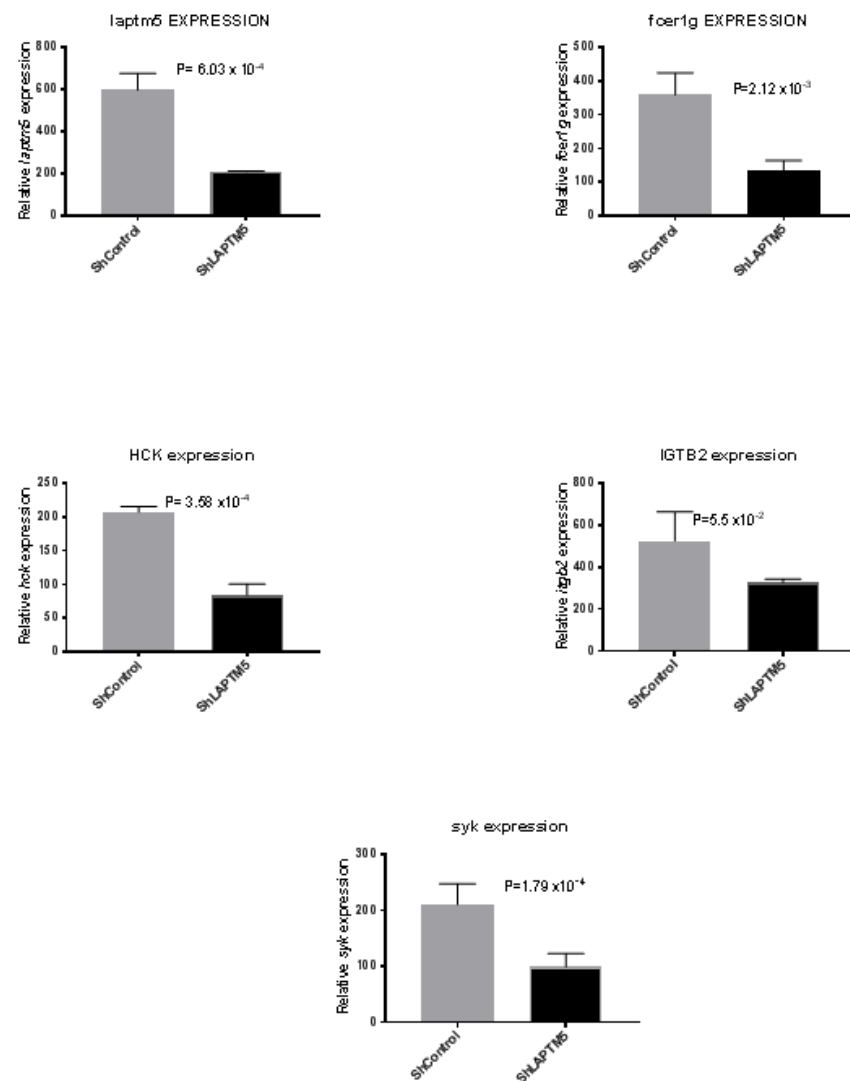 laptm5 EXPRESSION
Relative laptm5 expression
800
600
400
200
0
P= 6.03 x 10⁻⁴
ShControl
ShLAPTM5
fcer1g EXPRESSION
Relative fcer1g expression
500
400
300
200
100
0
P=2.12 x10⁻³
ShControl
ShLAPTM5
HCK expression
Relative hck expression
250
200
150
100
50
0
P= 3.58 x10⁻⁴
ShControl
ShLAPTM5
IGTB2 expression
Relative itgb2 expression
800
600
400
200
0
P=5.5 x10⁻²
ShControl
ShLAPTM5
syk expression
Relative syk expression
300
200
100
0
P=1.79 x10⁻⁴
ShControl
ShLAPTM5